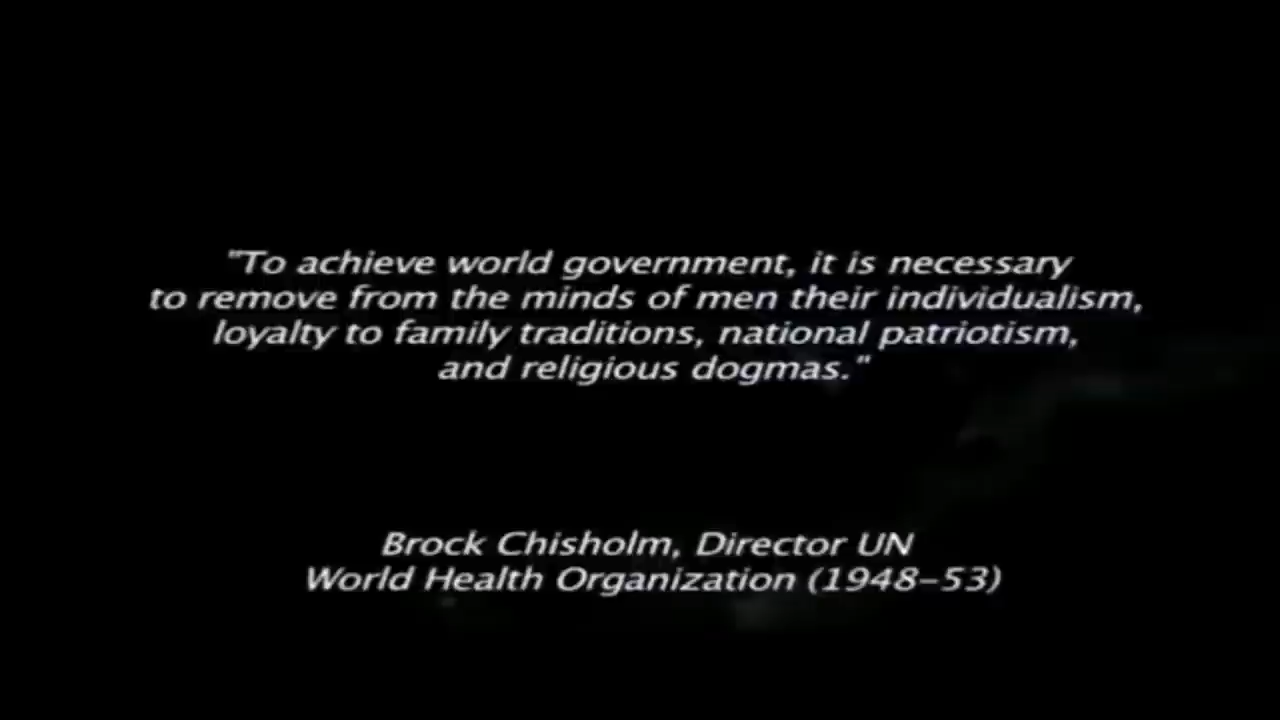 "To achieve world government, it is necessary
to remove from the minds of men their individualism,
loyalty to family traditions, national patriotism,
and religious dogmas."
Brock Chisholm, Director UN
World Health Organization (1948–53)